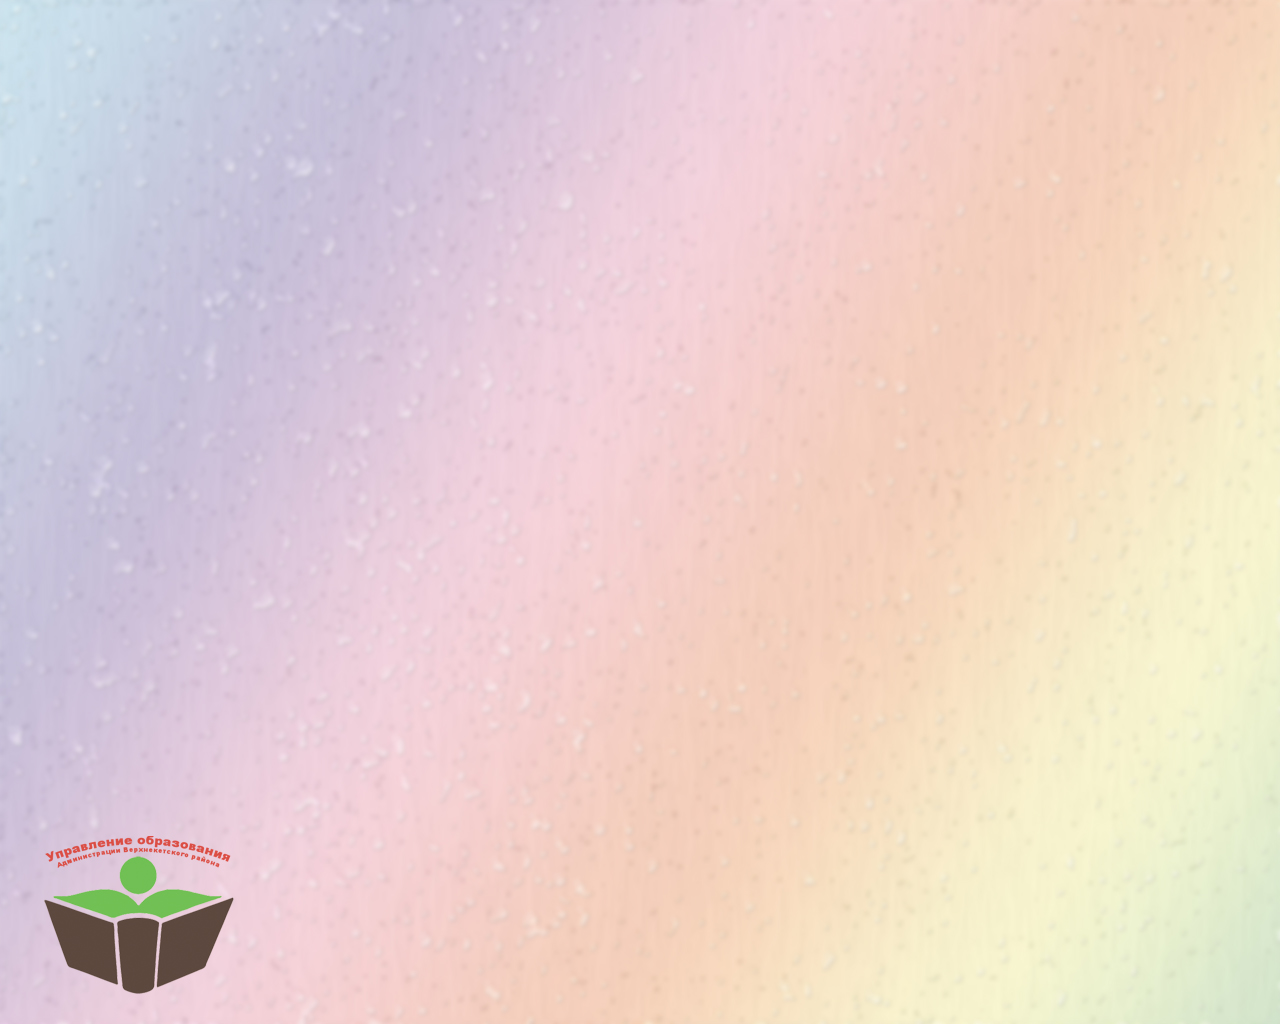 Управление образования
Администрации Верхнекетского района